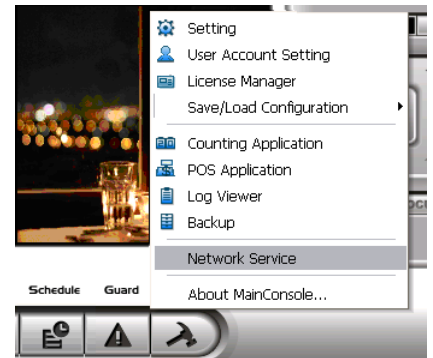 Setting
User Account Setting
License Manager
Save/Load Configuration
Counting Application
POS Application
Log Viewer
Backup
Network Service
About MainConsole...
Schedule Guard